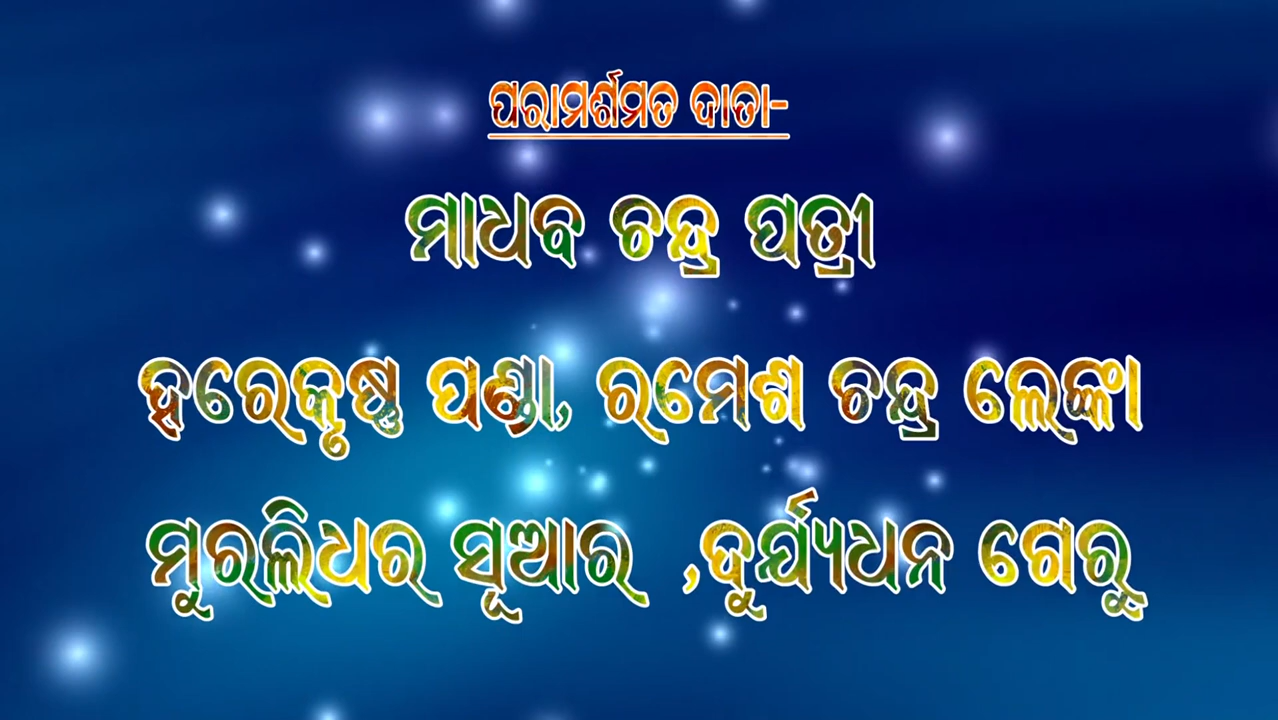 ପରାମର୍ଶମତ ଦାତା-
ମାଧବ ଚନ୍ଦ୍ର ପତ୍ରୀ
ହରେକୃଷ୍ଣ ପଣ୍ଡା, ରମେଶ ଚନ୍ଦ୍ର ଲେଙ୍କା
ମୁରଲିଧର ସୂଆର ,ଦୁର୍ଯ୍ୟଧନ ଗେରୁ